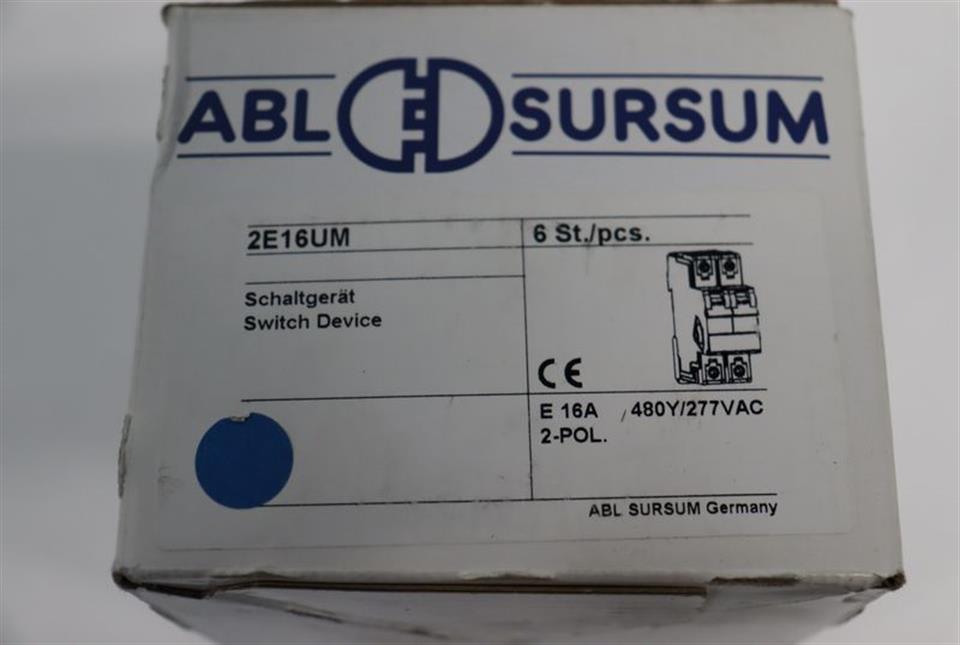 ABL SURSUM
2E16UM
6 St./pcs.
Schaltgerät
Switch Device
CE
E 16A , 480Y/277VAC
2-POL.
ABL SURSUM Germany